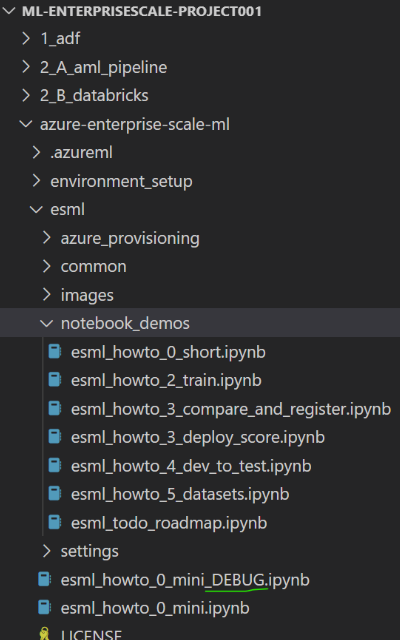 ML-ENTERPRISESCALE-PROJECT001
1_adf
2_A_aml_pipeline
2_B_databricks
azure-enterprise-scale-ml
.azureml
environment_setup
esml
azure_provisioning
common
images
notebook_demos
esml_howto_0_short.ipynb
esml_howto_2_train.ipynb
esml_howto_3_compare_and_register.ipynb
esml_howto_3_deploy_score.ipynb
esml_howto_4_dev_to_test.ipynb
esml_howto_5_datasets.ipynb
esml_todo_roadmap.ipynb
settings
esml_howto_0_mini_DEBUG.ipynb
esml_howto_0_mini.ipynb
LICENSE